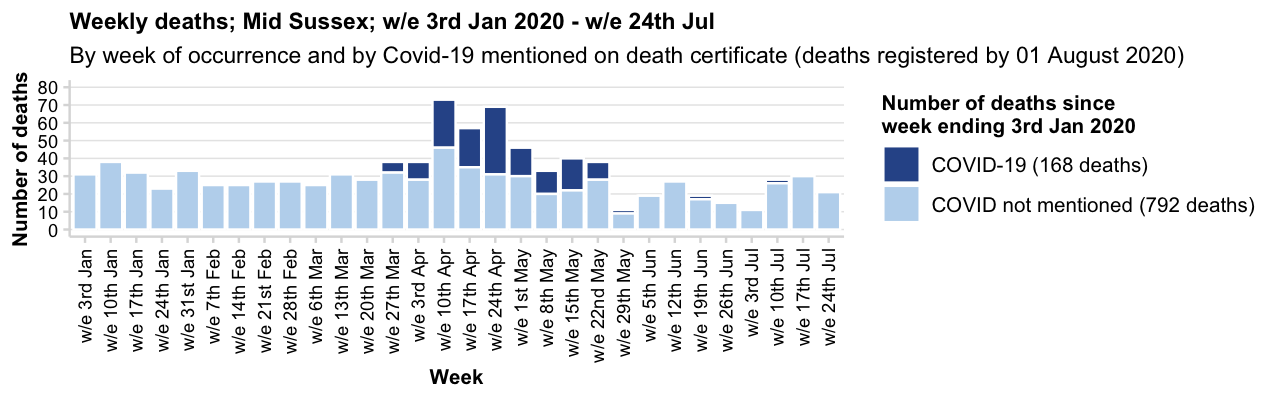 Weekly deaths; Mid Sussex; w/e 3rd Jan 2020 - w/e 24th Jul
By week of occurrence and by Covid-19 mentioned on death certificate (deaths registered by 01 August 2020)
Number of deaths
80
70
60
50
40
30
20
10
0
w/e 3rd Jan
w/e 10th Jan
w/e 17th Jan
w/e 24th Jan
w/e 31st Jan
w/e 7th Feb
w/e 14th Feb
w/e 21st Feb
w/e 28th Feb
w/e 6th Mar
w/e 13th Mar
w/e 20th Mar
w/e 27th Mar
w/e 3rd Apr
w/e 10th Apr
w/e 17th Apr
w/e 24th Apr
w/e 1st May
w/e 8th May
w/e 15th May
w/e 22nd May
w/e 29th May
w/e 5th Jun
w/e 12th Jun
w/e 19th Jun
w/e 26th Jun
w/e 3rd Jul
w/e 10th Jul
w/e 17th Jul
w/e 24th Jul
Week
Number of deaths since
week ending 3rd Jan 2020
COVID-19 (168 deaths)
COVID not mentioned (792 deaths)